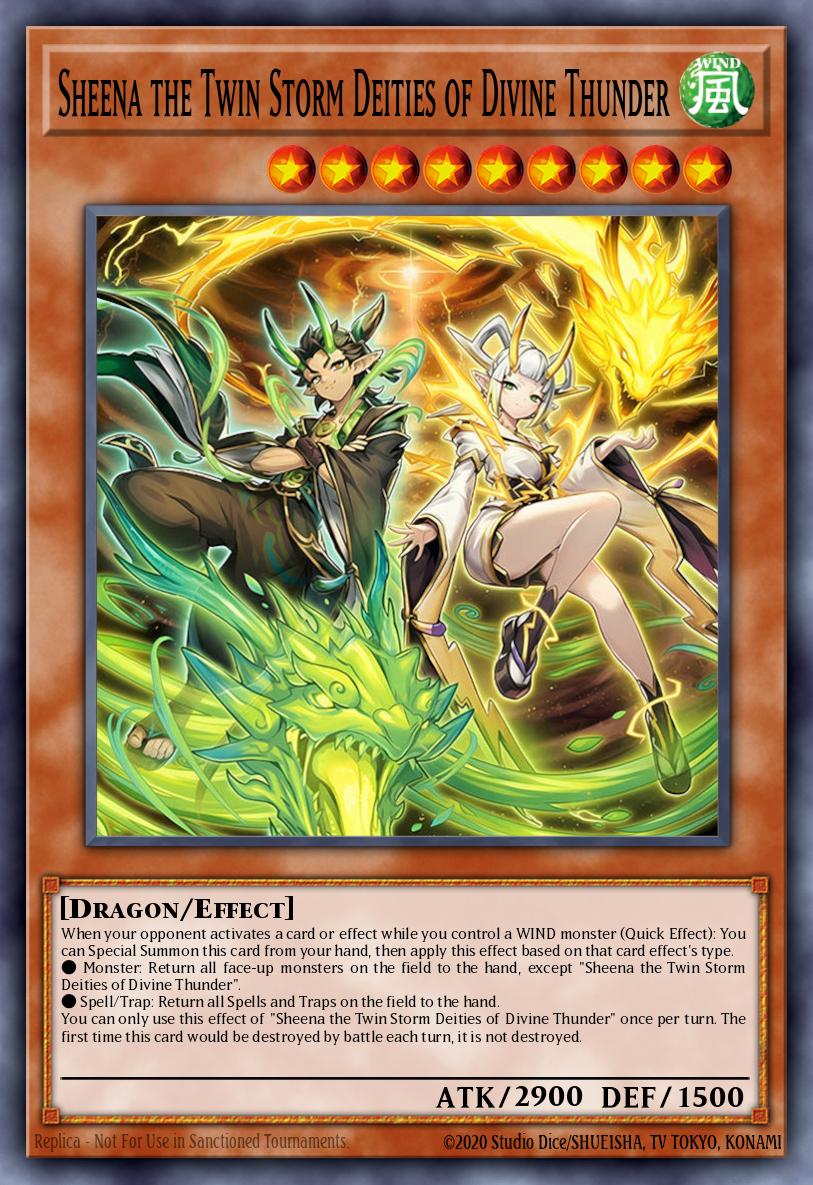 Sheena the Twin Storm Deities of Divine Thunder
WIND
風
[Dragon/Effect]
When your opponent activates a card or effect while you control a WIND monster (Quick Effect): You
can Special Summon this card from your hand, then apply this effect based on that card effect's type.
● Monster: Return all face-up monsters on the field to the hand, except "Sheena the Twin Storm
Deities of Divine Thunder".
● Spell/Trap: Return all Spells and Traps on the field to the hand.
You can only use this effect of "Sheena the Twin Storm Deities of Divine Thunder" once per turn. The
first time this card would be destroyed by battle each turn, it is not destroyed.
ATK/2900 DEF/1500
Replica - Not For Use in Sanctioned Tournaments.
©2020 Studio Dice/SHUEISHA, TV TOKYO, KONAMI